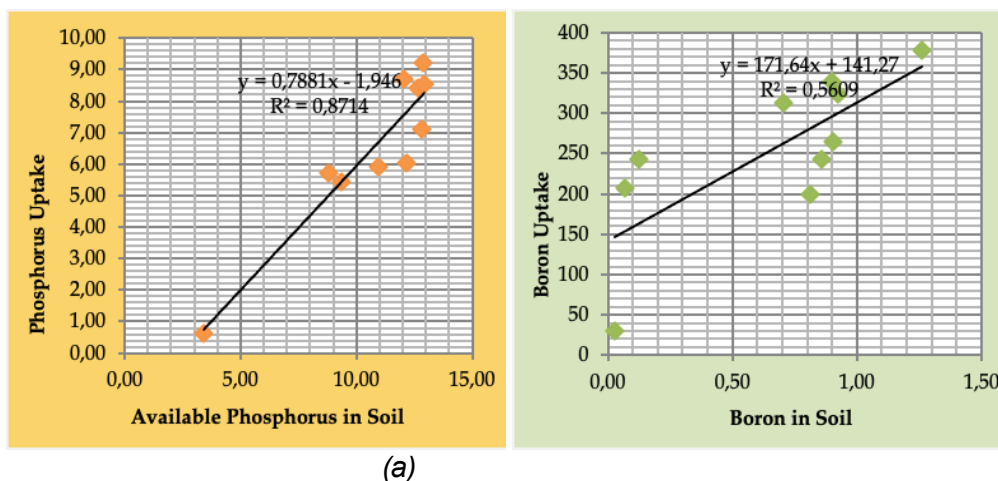 10,00
9,00
8,00
7,00
6,00
5,00
4,00
3,00
2,00
1,00
0,00
Phosphorus Uptake
y = 0,7881x - 1,946
R² = 0,8714
0,00 5,00 10,00 15,00
Available Phosphorus in Soil
400
350
300
250
200
150
100
50
0
Boron Uptake
y = 171,64x + 141,27
R² = 0,5609
0,00 0,50 1,00 1,50
Boron in Soil
(a)